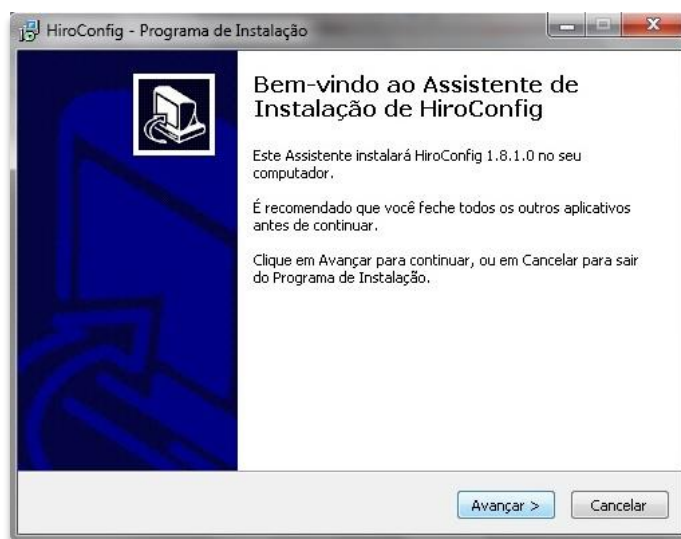 HiroConfig - Programa de Instalação
Bem-vindo ao Assistente de
Instalação de HiroConfig
Este Assistente instalará HiroConfig 1.8.1.0 no seu
computador.
É recomendado que você feche todos os outros aplicativos
antes de continuar.
Clique em Avançar para continuar, ou em Cancelar para sair
do Programa de Instalação.
Avançar >
Cancelar